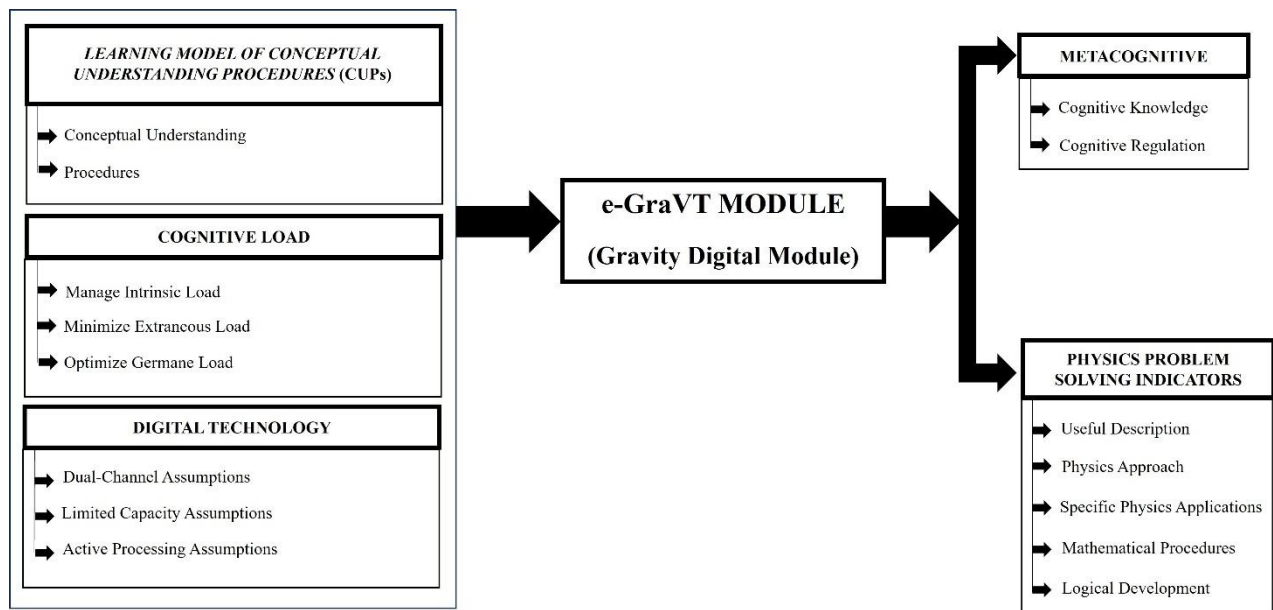 LEARNING MODEL OF CONCEPTUAL
UNDERSTANDING PROCEDURES (CUPs)
Conceptual Understanding
Procedures
COGNITIVE LOAD
Manage Intrinsic Load
Minimize Extraneous Load
Optimize Germane Load
DIGITAL TECHNOLOGY
Dual-Channel Assumptions
Limited Capacity Assumptions
Active Processing Assumptions
e-GraVT MODULE
(Gravity Digital Module)
METACOGNITIVE
Cognitive Knowledge
Cognitive Regulation
PHYSICS PROBLEM
SOLVING INDICATORS
Useful Description
Physics Approach
Specific Physics Applications
Mathematical Procedures
Logical Development